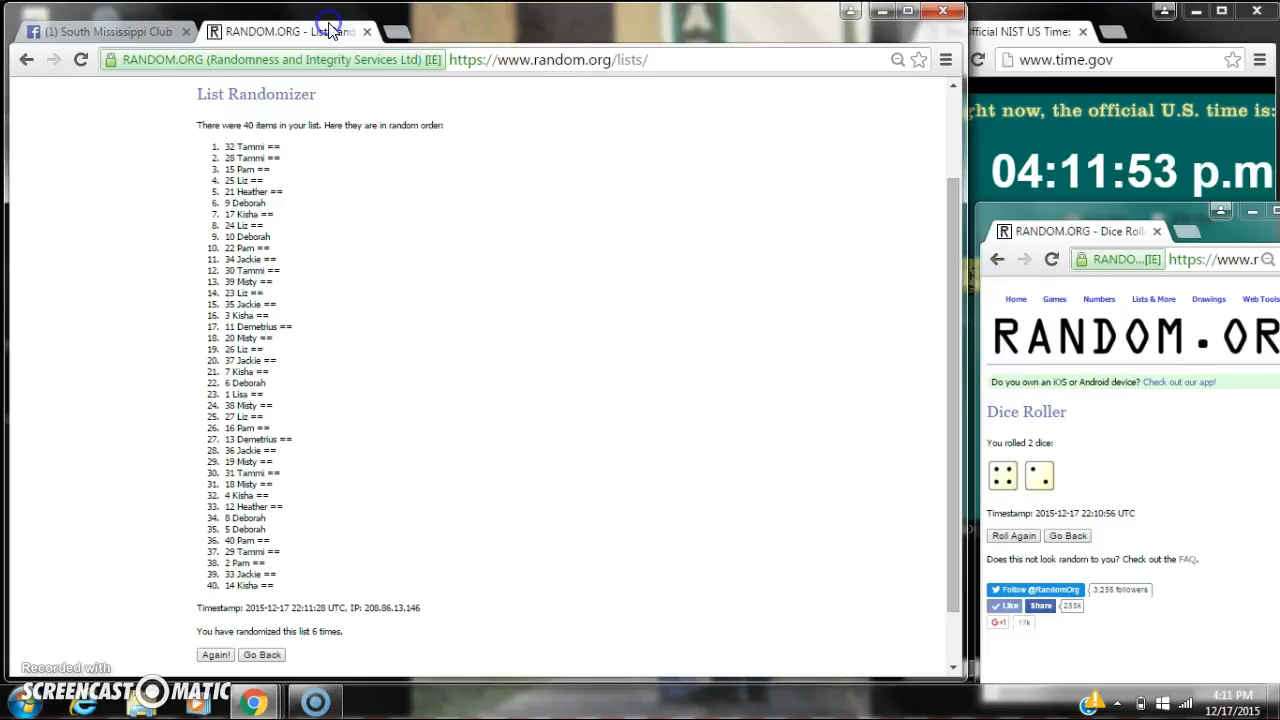 (1) South Mississippi Club
RANDOM.ORG - List Rand
RANDOM.ORG (Randomness and Integrity Services Ltd) [IE] https://www.random.org/lists/
List Randomizer
There were 40 items in your list. Here they are in random order:
1. 32 Tammi ==
2. 28 Tammi ==
3. 15 Pam ==
4. 25 Liz ==
5. 21 Heather ==
6. 9 Deborah
7. 17 Kisha ==
8. 24 Liz ==
9. 10 Deborah
10. 22 Pam ==
11. 34 Jackie ==
12. 30 Tammi ==
13. 39 Misty ==
14. 23 Liz ==
15. 35 Jackie ==
16. 3 Kisha ==
17. 11 Demetrius ==
18. 20 Misty ==
19. 26 Liz ==
20. 37 Jackie ==
21. 7 Kisha ==
22. 6 Deborah
23. 1 Lisa ==
24. 38 Misty ==
25. 27 Liz ==
26. 16 Pam ==
27. 13 Demetrius ==
28. 36 Jackie ==
29. 19 Misty ==
30. 31 Tammi ==
31. 18 Misty ==
32. 4 Kisha ==
33. 12 Heather ==
34. 8 Deborah
35. 5 Deborah
36. 40 Pam ==
37. 29 Tammi ==
38. 2 Pam ==
39. 33 Jackie ==
40. 14 Kisha ==
Timestamp: 2015-12-17 22:11:28 UTC, IP: 208.86.13.146
You have randomized this list 6 times.
Again! Go Back
fficial NIST US Time:
www.time.gov
ght now, the official U.S. time is:
04:11:53 p.m
RANDOM.ORG - Dice Roll
RANDO...[IE] https://www.r
Home Games Numbers Lists & More Drawings Web Tools
RANDOM.OR
Do you own an iOS or Android device? Check out our app!
Dice Roller
You rolled 2 dice:
Timestamp: 2015-12-17 22:10:56 UTC
Roll Again Go Back
Does this not look random to you? Check out the FAQ.
Follow @RandomOrg 3,256 followers
Like Share 285k
G+1 17k
Recorded with
SCREENCAST-O-MATIC
4:11 PM
12/17/2015